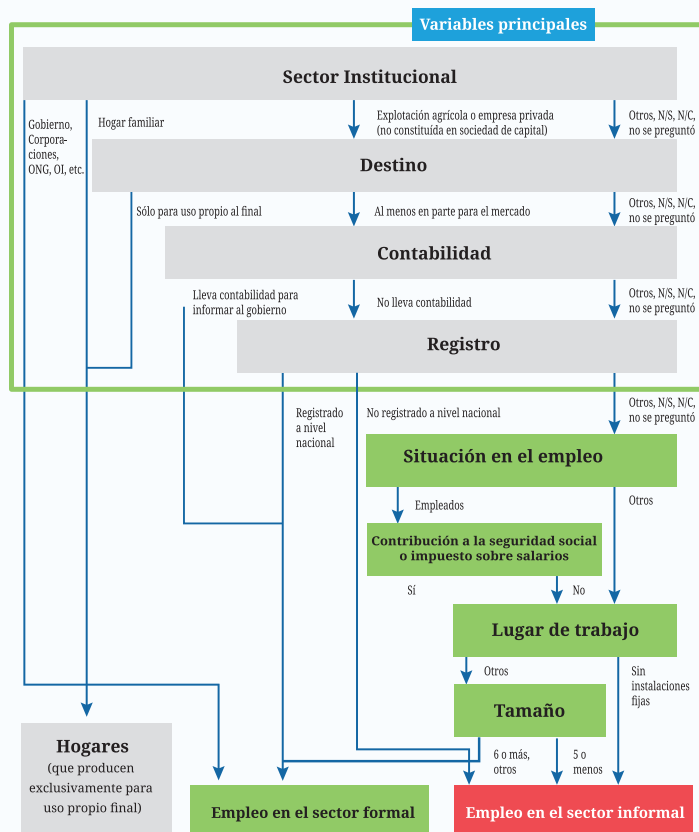 Variables principales
Sector Institucional
Gobierno,
Corpora-
ciones,
ONG, OI, etc.
Hogar familiar
Explotación agrícola o empresa privada
(no constituída en sociedad de capital)
Otros, N/S, N/C,
no se preguntó
Destino
Sólo para uso propio al final
Al menos en parte para el mercado
Otros, N/S, N/C,
no se preguntó
Contabilidad
Lleva contabilidad para
informar al gobierno
No lleva contabilidad
Otros, N/S, N/C,
no se preguntó
Registro
Registrado
a nivel
nacional
No registrado a nivel nacional
Otros, N/S, N/C,
no se preguntó
Situación en el empleo
Empleados
Otros
Contribución a la seguridad social
o impuesto sobre salarios
Sí
No
Lugar de trabajo
Otros
Sin
instalaciones
fijas
Tamaño
6 o más,
otros
5 o
menos
Hogares
(que producen
exclusivamente para
uso propio final)
Empleo en el sector formal
Empleo en el sector informal